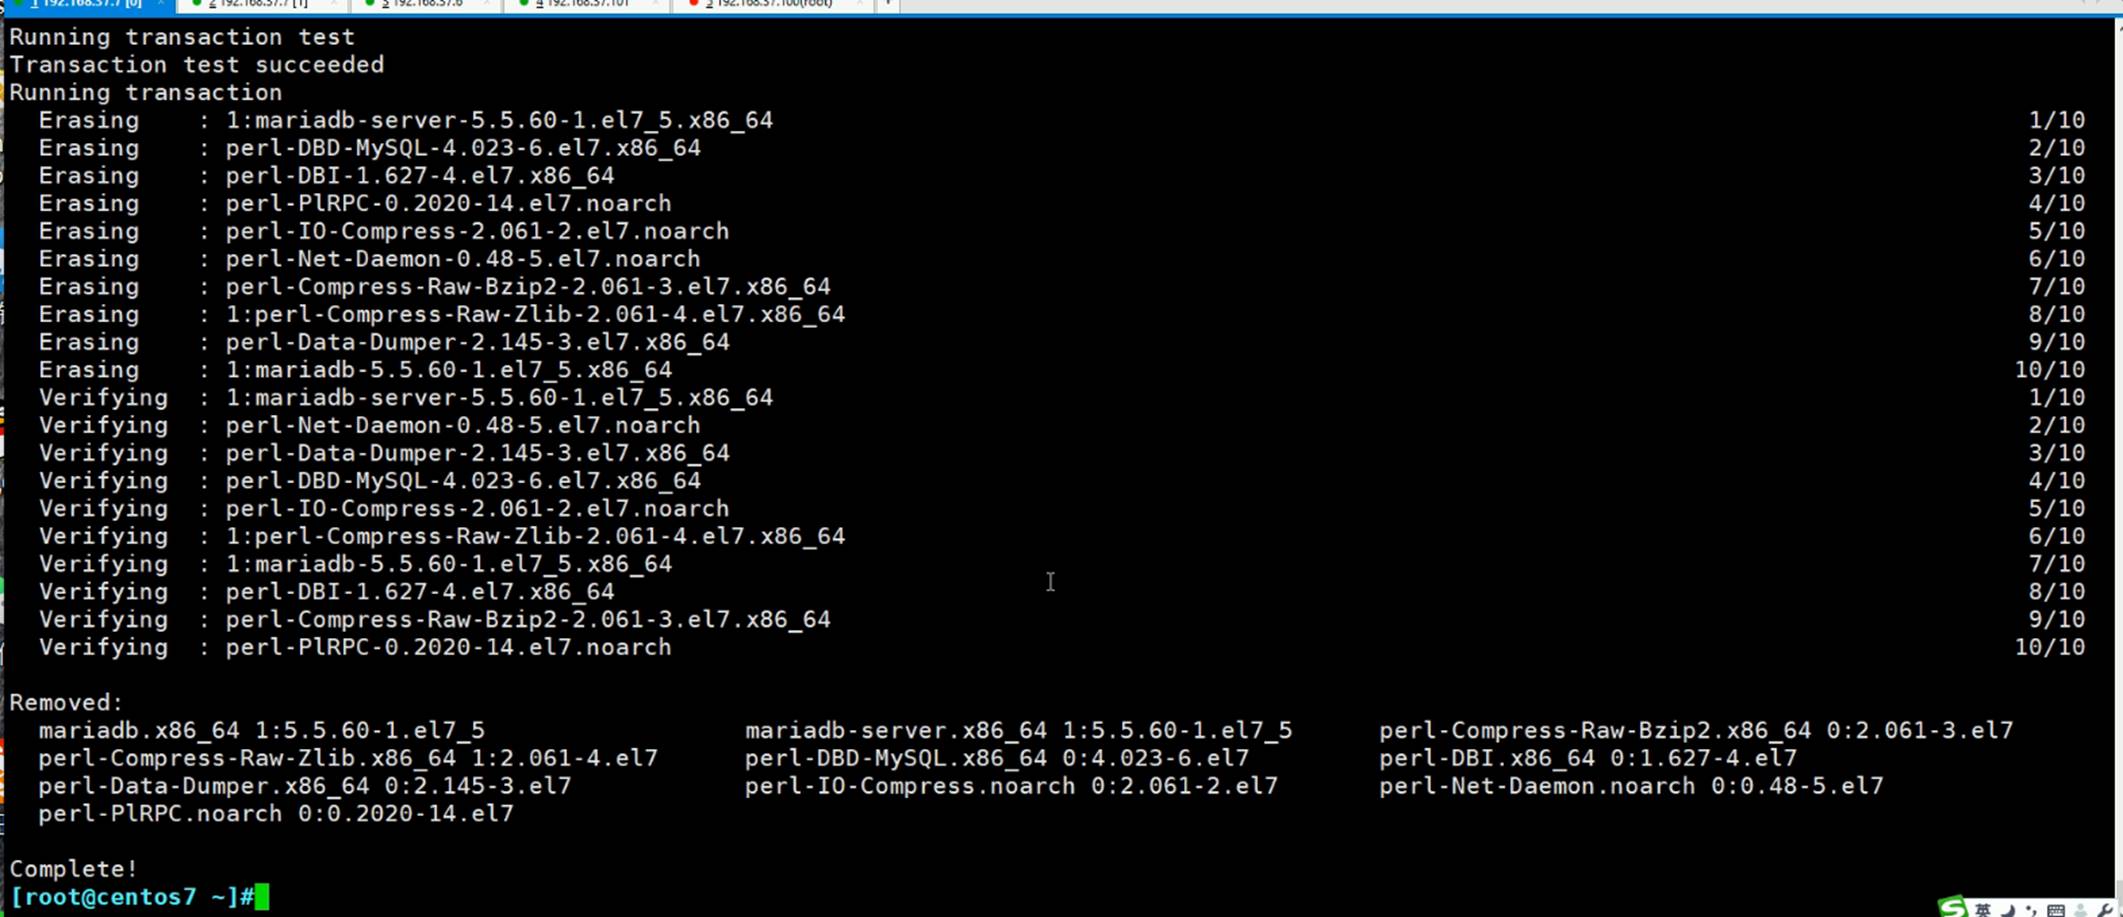 1 192.168.37.7 [0] 2 192.168.37.7 [1] 3 192.168.37.6 4 192.168.37.101 5 192.168.37.100(root)
Running transaction test
Transaction test succeeded
Running transaction
Erasing : 1:mariadb-server-5.5.60-1.el7_5.x86_64 1/10
Erasing : perl-DBD-MySQL-4.023-6.el7.x86_64 2/10
Erasing : perl-DBI-1.627-4.el7.x86_64 3/10
Erasing : perl-PlRPC-0.2020-14.el7.noarch 4/10
Erasing : perl-IO-Compress-2.061-2.el7.noarch 5/10
Erasing : perl-Net-Daemon-0.48-5.el7.noarch 6/10
Erasing : perl-Compress-Raw-Bzip2-2.061-3.el7.x86_64 7/10
Erasing : 1:perl-Compress-Raw-Zlib-2.061-4.el7.x86_64 8/10
Erasing : perl-Data-Dumper-2.145-3.el7.x86_64 9/10
Erasing : 1:mariadb-5.5.60-1.el7_5.x86_64 10/10
Verifying : 1:mariadb-server-5.5.60-1.el7_5.x86_64 1/10
Verifying : perl-Net-Daemon-0.48-5.el7.noarch 2/10
Verifying : perl-Data-Dumper-2.145-3.el7.x86_64 3/10
Verifying : perl-DBD-MySQL-4.023-6.el7.x86_64 4/10
Verifying : perl-IO-Compress-2.061-2.el7.noarch 5/10
Verifying : 1:perl-Compress-Raw-Zlib-2.061-4.el7.x86_64 6/10
Verifying : 1:mariadb-5.5.60-1.el7_5.x86_64 7/10
Verifying : perl-DBI-1.627-4.el7.x86_64 8/10
Verifying : perl-Compress-Raw-Bzip2-2.061-3.el7.x86_64 9/10
Verifying : perl-PlRPC-0.2020-14.el7.noarch 10/10
Removed:
mariadb.x86_64 1:5.5.60-1.el7_5 mariadb-server.x86_64 1:5.5.60-1.el7_5 perl-Compress-Raw-Bzip2.x86_64 0:2.061-3.el7
perl-Compress-Raw-Zlib.x86_64 1:2.061-4.el7 perl-DBD-MySQL.x86_64 0:4.023-6.el7 perl-DBI.x86_64 0:1.627-4.el7
perl-Data-Dumper.x86_64 0:2.145-3.el7 perl-IO-Compress.noarch 0:2.061-2.el7 perl-Net-Daemon.noarch 0:0.48-5.el7
perl-PlRPC.noarch 0:0.2020-14.el7
Complete!
[root@centos7 ~]#
英